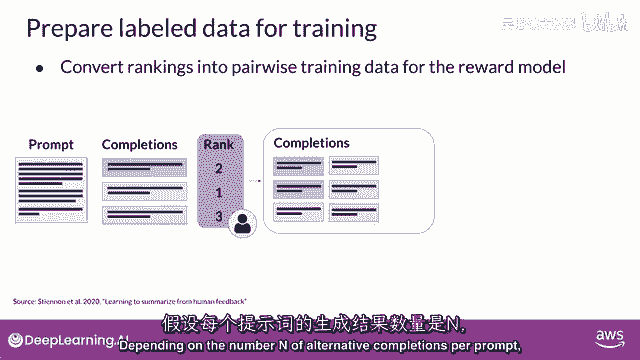 Prepare labeled data for training
● Convert rankings into pairwise training data for the reward model
Prompt
Completions
Rank
2
1
3
Completions
Source: Stiennon et al. 2020, "Learning to summarize from human feedback"
假设每个提示词的生成结果数量是N,
Depending on the number N of alternative completions per prompt,
DeepLearning.AI
aws